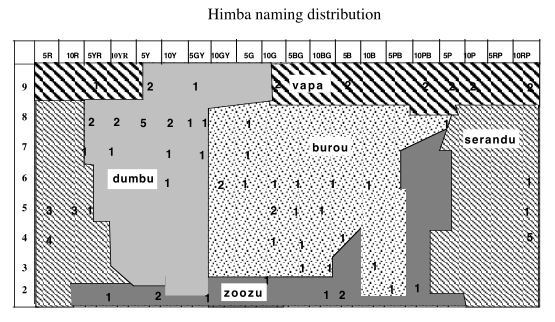 Himba naming distribution
5R 10R 5YR 10YR 5Y 10Y 5GY 10GY 5G 10G 5BG 10BG 5B 10B 5PB 10PB 5P 10P 5RP 10RP
9 1 2 1 2 vapa 2 2 2 2 2
8 2 2 5 2 1 1 1 1 serandu
7 1 1 1 1 1 burou
6 dumbu 1 2 1 1 1 1 1 1
5 3 3 1 2 1 1 1
4 4 1 1 1 5
3 1 1 1 1
2 1 2 1 zoozu 1 2 1 1